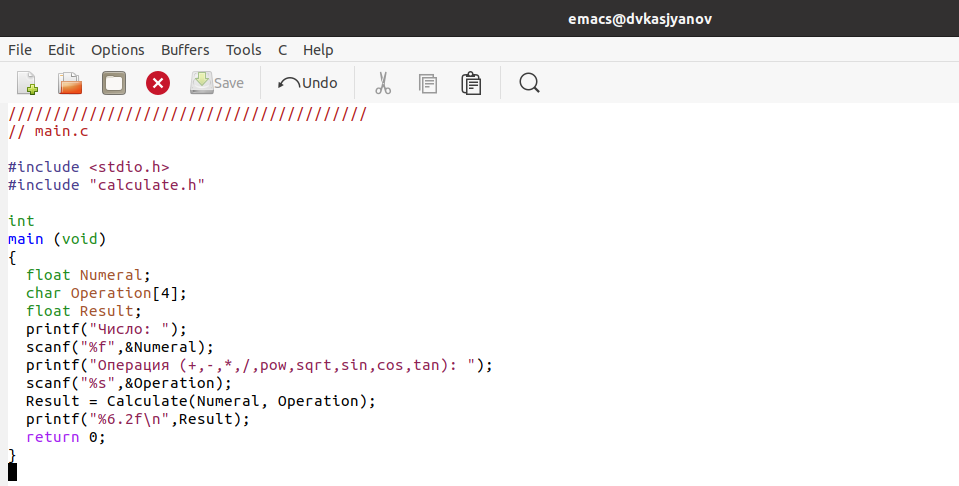 emacs@dvkasjyanov
File Edit Options Buffers Tools C Help
Save Undo
////////////////////////////////////////
// main.c
#include <stdio.h>
#include "calculate.h"
int
main (void)
{
  float Numeral;
  char Operation[4];
  float Result;
  printf("Число: ");
  scanf("%f",&Numeral);
  printf("Операция (+,-,*,/,pow,sqrt,sin,cos,tan): ");
  scanf("%s",&Operation);
  Result = Calculate(Numeral, Operation);
  printf("%6.2f\n",Result);
  return 0;
}